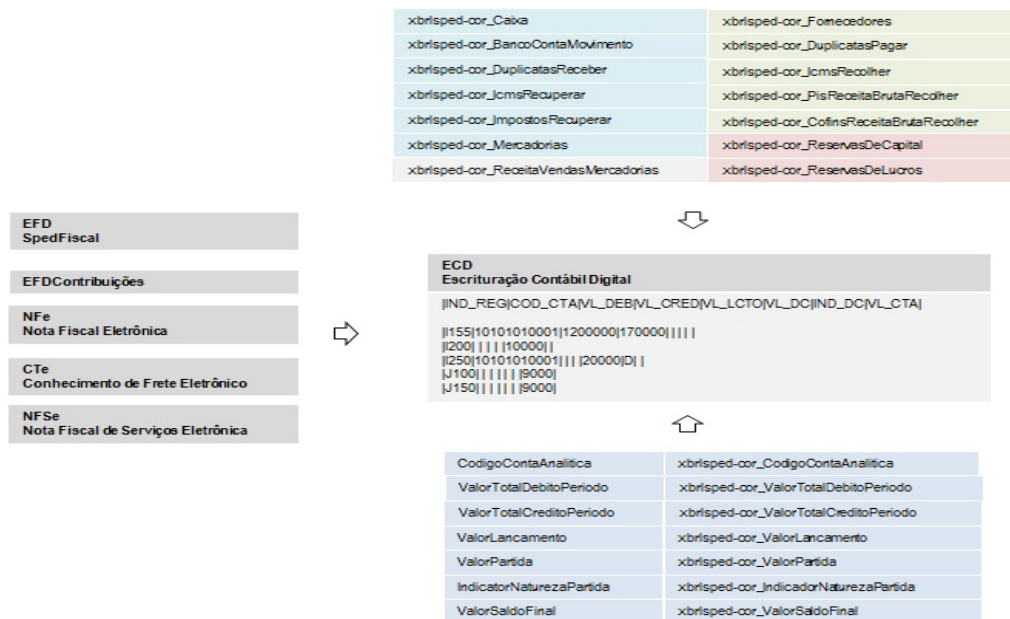 xbrlsped-cor_Caixa xbrlsped-cor_Fornecedores
xbrlsped-cor_BancoContaMovimento xbrlsped-cor_DuplicatasPagar
xbrlsped-cor_DuplicatasReceber xbrlsped-cor_IcmsRecolher
xbrlsped-cor_IcmsRecuperar xbrlsped-cor_PisReceitaBrutaRecolher
xbrlsped-cor_ImpostosRecuperar xbrlsped-cor_CofinsReceitaBrutaRecolher
xbrlsped-cor_Mercadorias xbrlsped-cor_ReservasDeCapital
xbrlsped-cor_ReceitaVendasMercadorias xbrlsped-cor_ReservasDeLucros
EFD
SpedFiscal
EFDContribuições
NFe
Nota Fiscal Eletrônica
CTe
Conhecimento de Frete Eletrônico
NFSe
Nota Fiscal de Serviços Eletrônica
ECD
Escrituração Contábil Digital
|IND_REG|COD_CTA|VL_DEB|VL_CRED|VL_LCTO|VL_DC|IND_DC|VL_CTA|
|I155|10101010001|1200000|170000| | | | |
|I200| | | | |10000| |
|I250|10101010001| | | |20000|D| |
|J100| | | | | | |9000|
|J150| | | | | | |9000|
CodigoContaAnalitica xbrlsped-cor_CodigoContaAnalitica
ValorTotalDebitoPeriodo xbrlsped-cor_ValorTotalDebitoPeriodo
ValorTotalCreditoPeriodo xbrlsped-cor_ValorTotalCreditoPeriodo
ValorLancamento xbrlsped-cor_ValorLancamento
ValorPartida xbrlsped-cor_ValorPartida
IndicatorNaturezaPartida xbrlsped-cor_IndicadorNaturezaPartida
ValorSaldoFinal xbrlsped-cor_ValorSaldoFinal